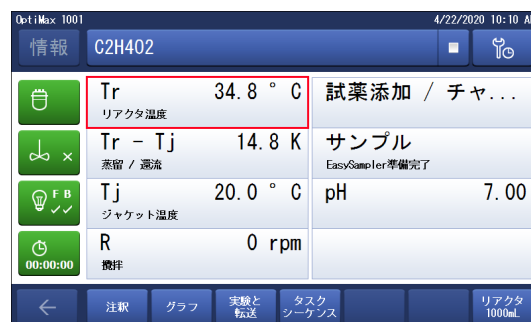 OptiMax 1001
4/22/2020 10:10 A
情報
C2H4O2
Tr 34.8 ° C
リアクタ温度
試薬添加 / チャ...
Tr - Tj 14.8 K
蒸留 / 還流
サンプル
EasySampler準備完了
F B
Tj 20.0 ° C
ジャケット温度
pH 7.00
R 0 rpm
攪拌
00:00:00
注釈
グラフ
実験と
転送
タス ク
シーケ ンス
リアクタ
1000mL